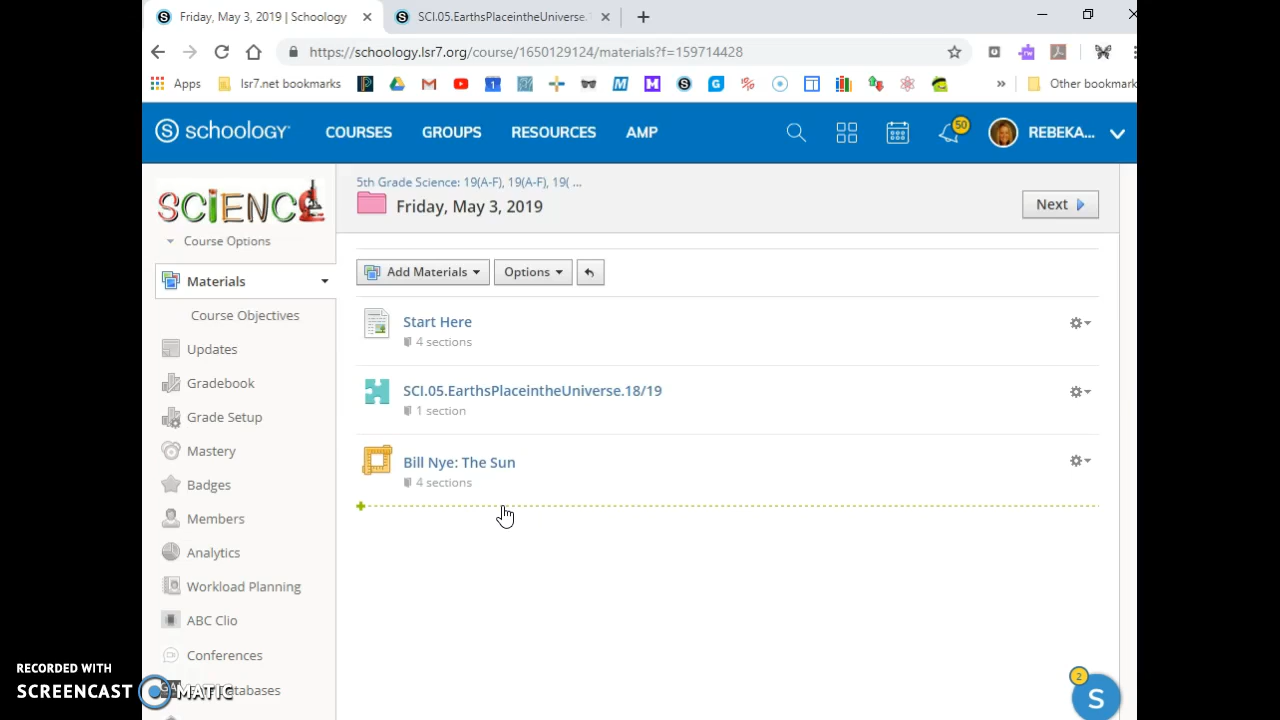 Friday, May 3, 2019 | Schoology
SCI.05.EarthsPlaceintheUniverse.
https://schoology.lsr7.org/course/1650129124/materials?f=159714428
Apps
lsr7.net bookmarks
Other bookmark
schoology
COURSES
GROUPS
RESOURCES
AMP
50
REBEKA...
SCIENCE
Course Options
Materials
Course Objectives
Updates
Gradebook
Grade Setup
Mastery
Badges
Members
Analytics
Workload Planning
ABC Clio
Conferences
5th Grade Science: 19(A-F), 19(A-F), 19( ...
Friday, May 3, 2019
Next
Add Materials
Options
Start Here
4 sections
SCI.05.EarthsPlaceintheUniverse.18/19
1 section
Bill Nye: The Sun
4 sections
2
S
RECORDED WITH
SCREENCAST MATIC